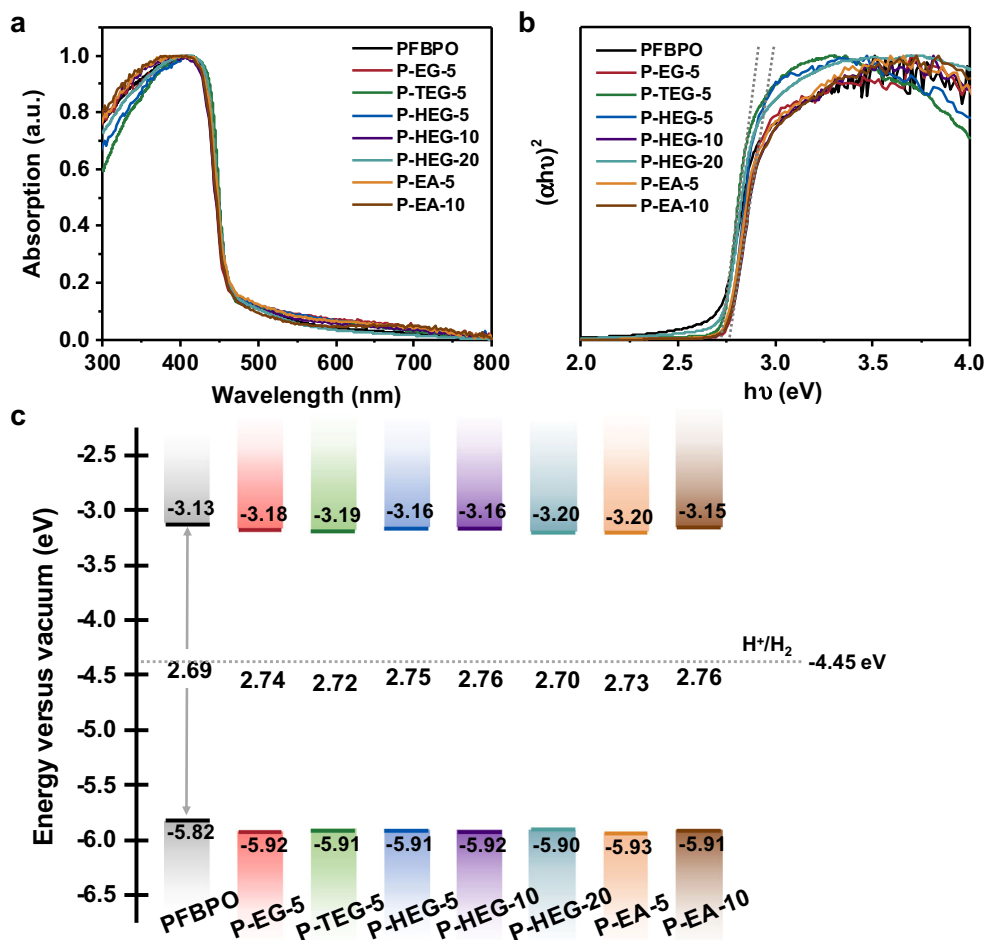 a
Absorption (a.u.)
1.0
0.8
0.6
0.4
0.2
0.0
300 400 500 600 700 800
Wavelength (nm)
PFBPO
P-EG-5
P-TEG-5
P-HEG-5
P-HEG-10
P-HEG-20
P-EA-5
P-EA-10
b
(αhυ)²
2.0 2.5 3.0 3.5 4.0
hυ (eV)
PFBPO
P-EG-5
P-TEG-5
P-HEG-5
P-HEG-10
P-HEG-20
P-EA-5
P-EA-10
c
Energy versus vacuum (eV)
-2.5
-3.0
-3.5
-4.0
-4.5
-5.0
-5.5
-6.0
-6.5
-3.13 -3.18 -3.19 -3.16 -3.16 -3.20 -3.20 -3.15
H⁺/H₂
-4.45 eV
2.69 2.74 2.72 2.75 2.76 2.70 2.73 2.76
-5.82 -5.92 -5.91 -5.91 -5.92 -5.90 -5.93 -5.91
PFBPO P-EG-5 P-TEG-5 P-HEG-5 P-HEG-10 P-HEG-20 P-EA-5 P-EA-10